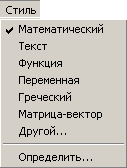 Стиль
Математический
Текст
Функция
Переменная
Греческий
Матрица-вектор
Другой...
Определить...